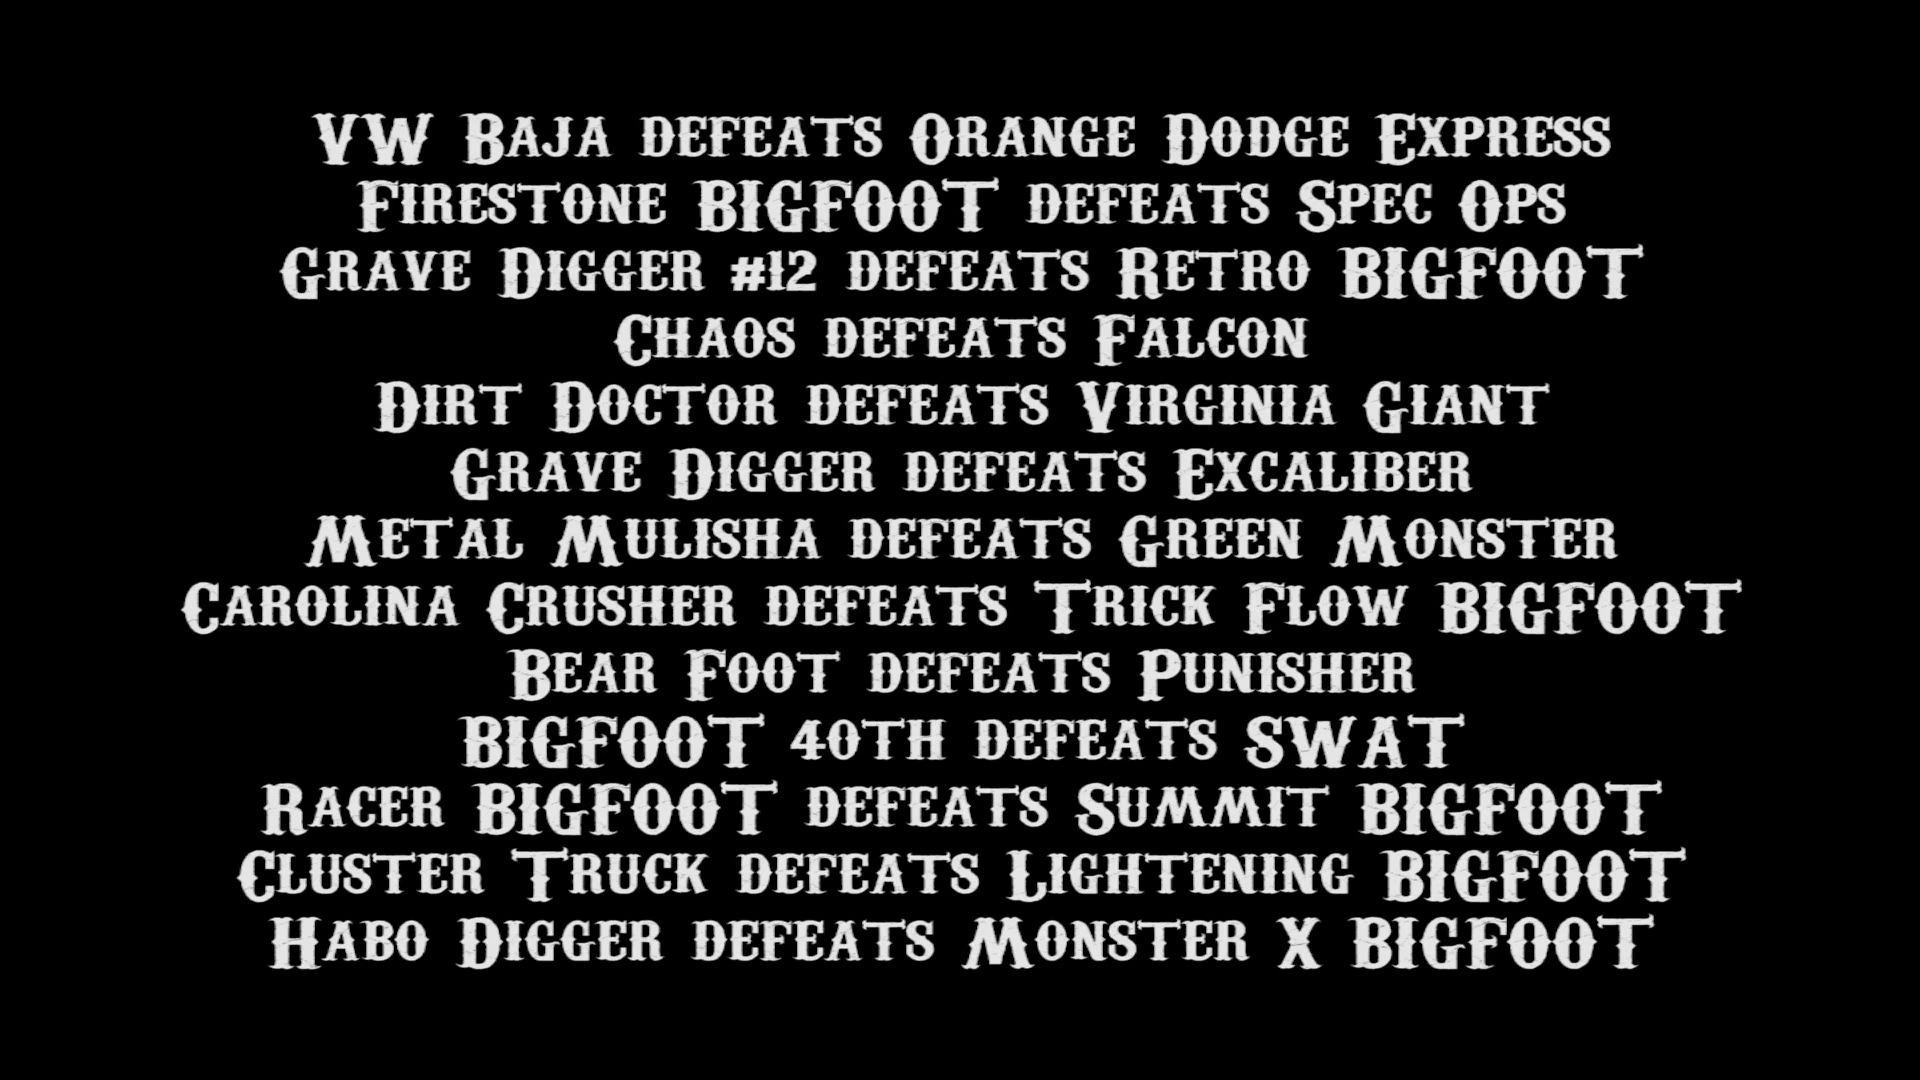 VW Baja defeats Orange Dodge Express
Firestone BIGFOOT defeats Spec Ops
Grave Digger #12 defeats Retro BIGFOOT
Chaos defeats Falcon
Dirt Doctor defeats Virginia Giant
Grave Digger defeats Excaliber
Metal Mulisha defeats Green Monster
Carolina Crusher defeats Trick Flow BIGFOOT
Bear Foot defeats Punisher
BIGFOOT 40th defeats SWAT
Racer BIGFOOT defeats Summit BIGFOOT
Cluster Truck defeats Lightening BIGFOOT
Habo Digger defeats Monster X BIGFOOT